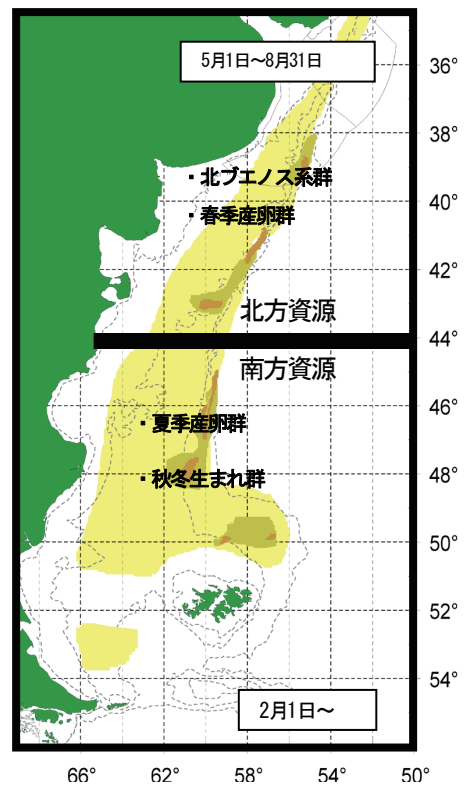 5月1日～8月31日
36°
38°
・北ブエノス系群
40°
・春季産卵群
42°
北方資源
44°
南方資源
46°
・夏季産卵群
48°
・秋冬生まれ群
50°
52°
54°
2月1日～
66° 62° 58° 54° 50°